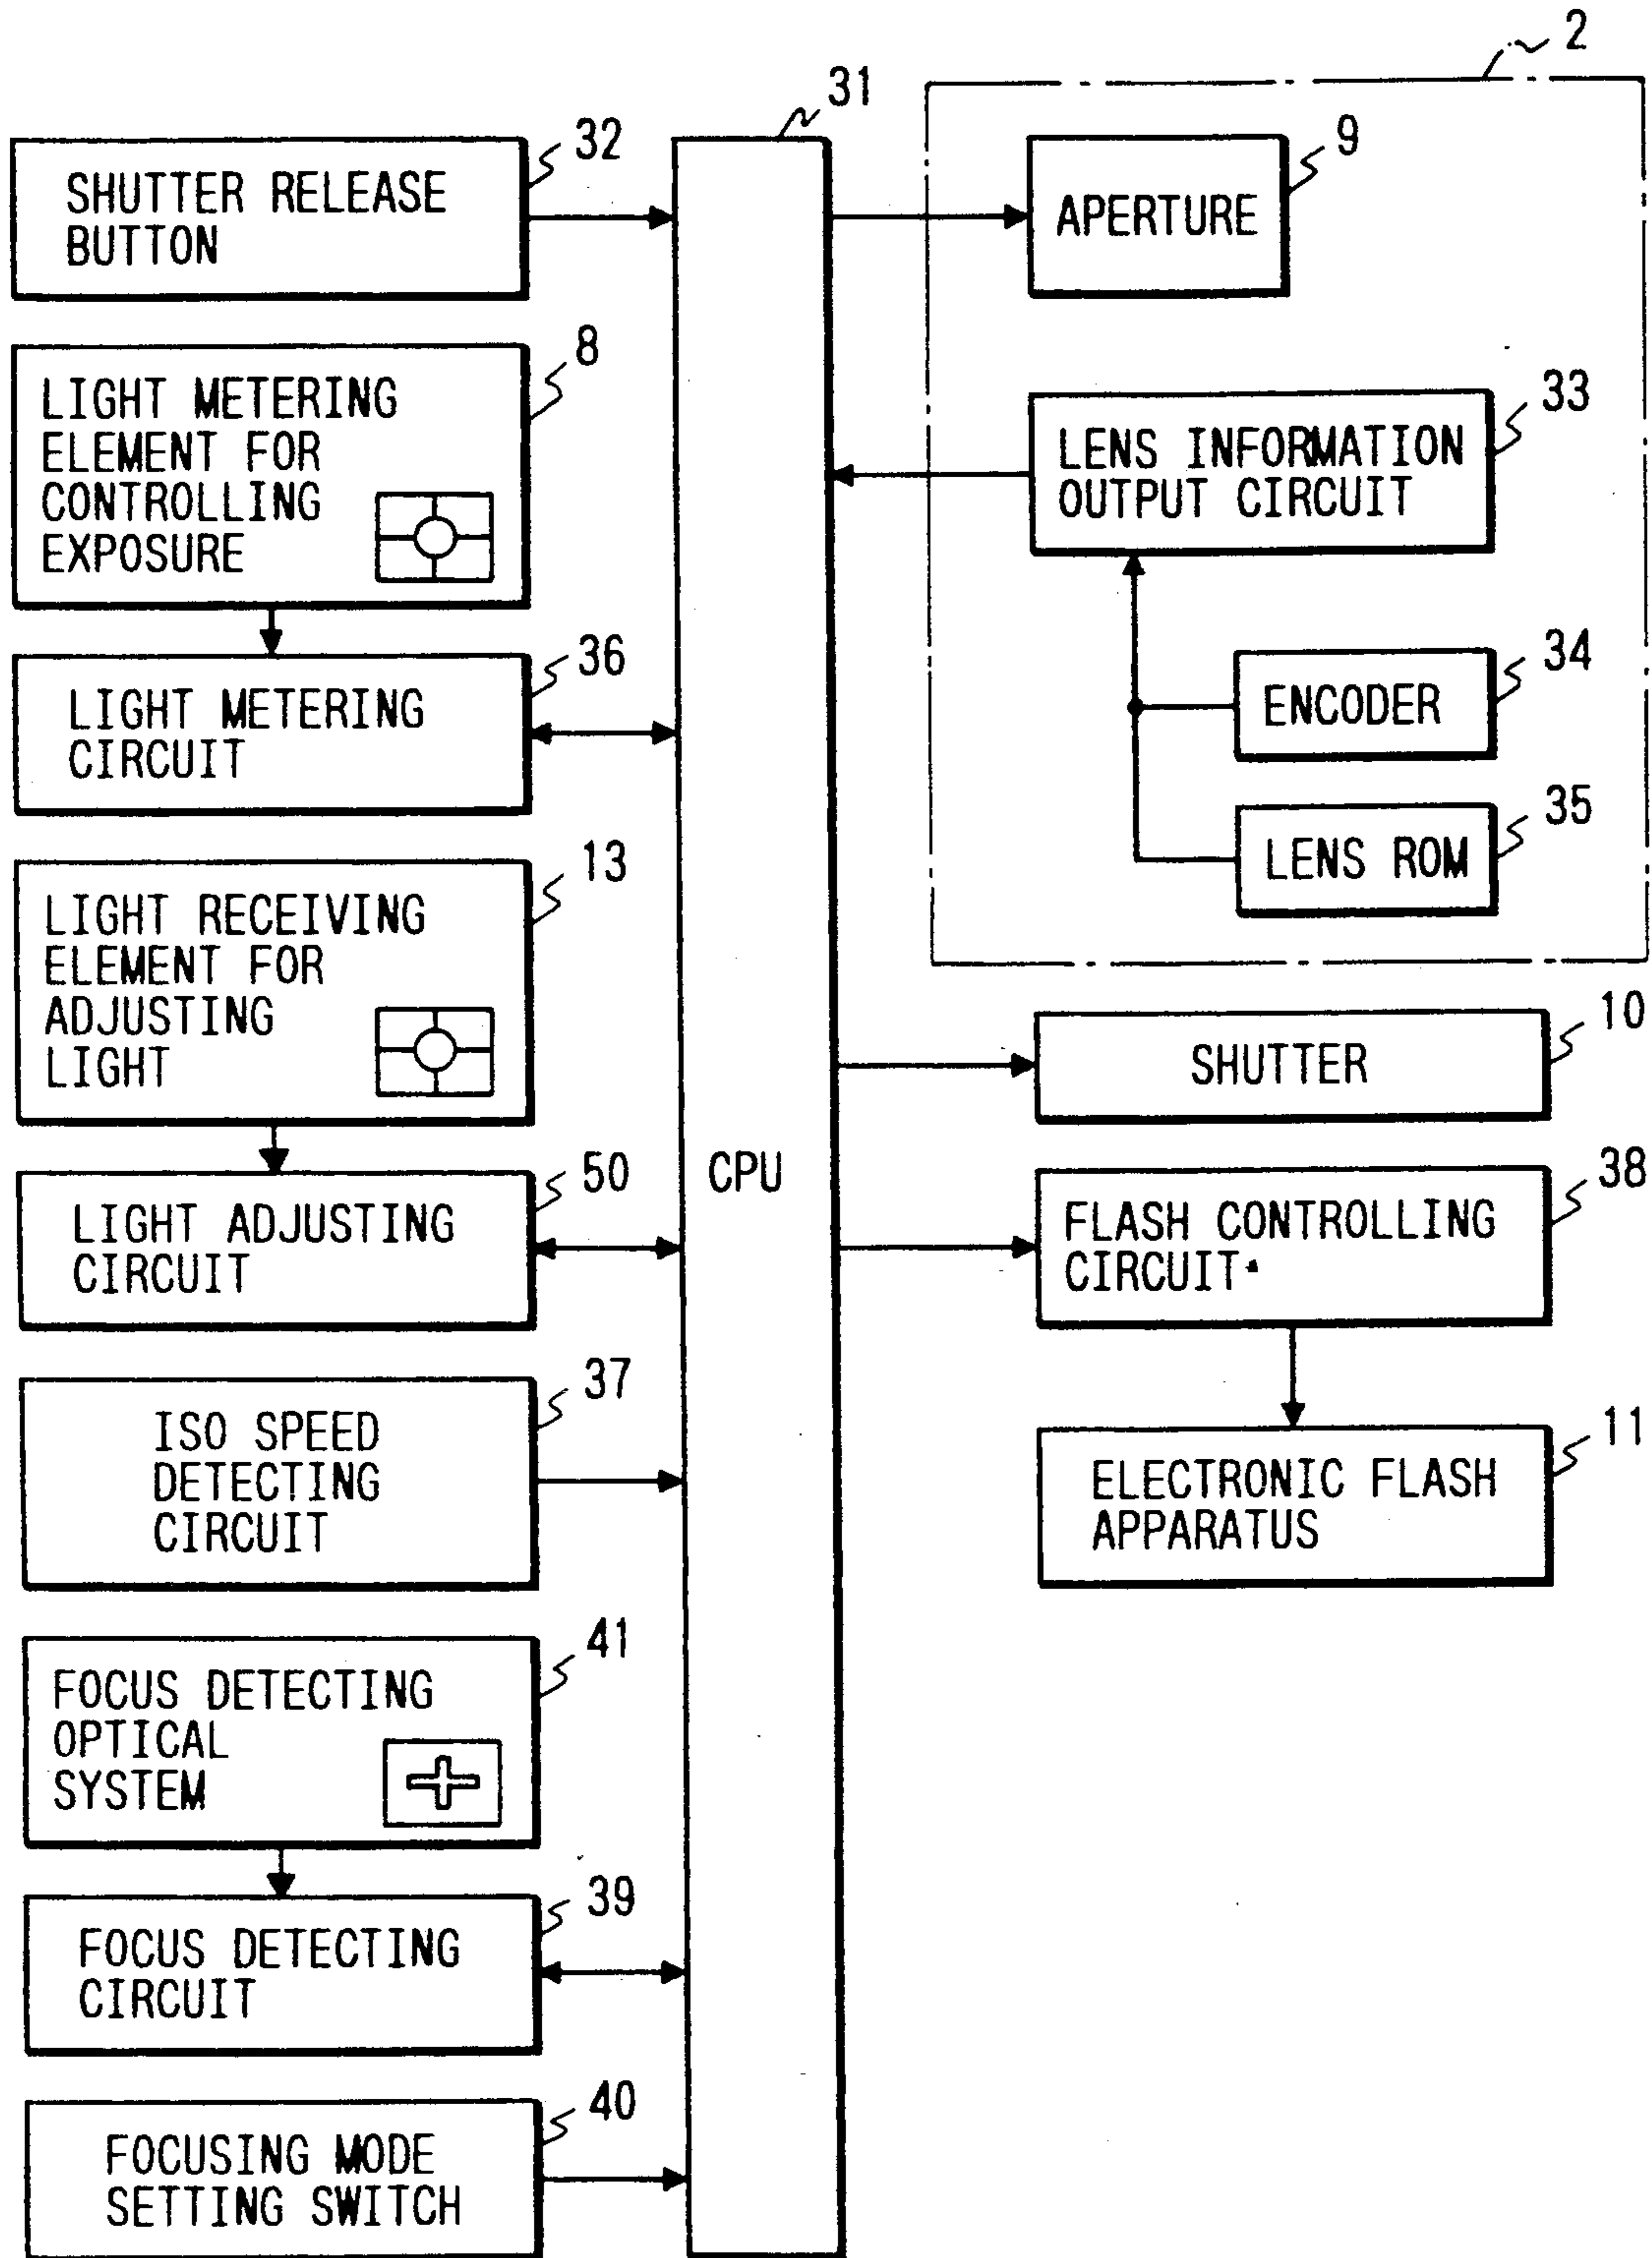 2
31
32
SHUTTER RELEASE
BUTTON
9
APERTURE
8
LIGHT METERING
ELEMENT FOR
CONTROLLING
EXPOSURE
33
LENS INFORMATION
OUTPUT CIRCUIT
36
LIGHT METERING
CIRCUIT
34
ENCODER
35
LENS ROM
13
LIGHT RECEIVING
ELEMENT FOR
ADJUSTING
LIGHT
10
SHUTTER
50
LIGHT ADJUSTING
CIRCUIT
CPU
38
FLASH CONTROLLING
CIRCUIT
37
ISO SPEED
DETECTING
CIRCUIT
11
ELECTRONIC FLASH
APPARATUS
41
FOCUS DETECTING
OPTICAL
SYSTEM
39
FOCUS DETECTING
CIRCUIT
40
FOCUSING MODE
SETTING SWITCH